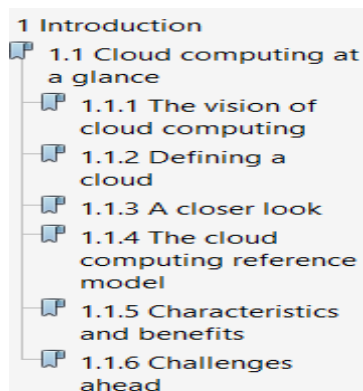 1 Introduction
1.1 Cloud computing at
a glance
1.1.1 The vision of
cloud computing
1.1.2 Defining a
cloud
1.1.3 A closer look
1.1.4 The cloud
computing reference
model
1.1.5 Characteristics
and benefits
1.1.6 Challenges
ahead